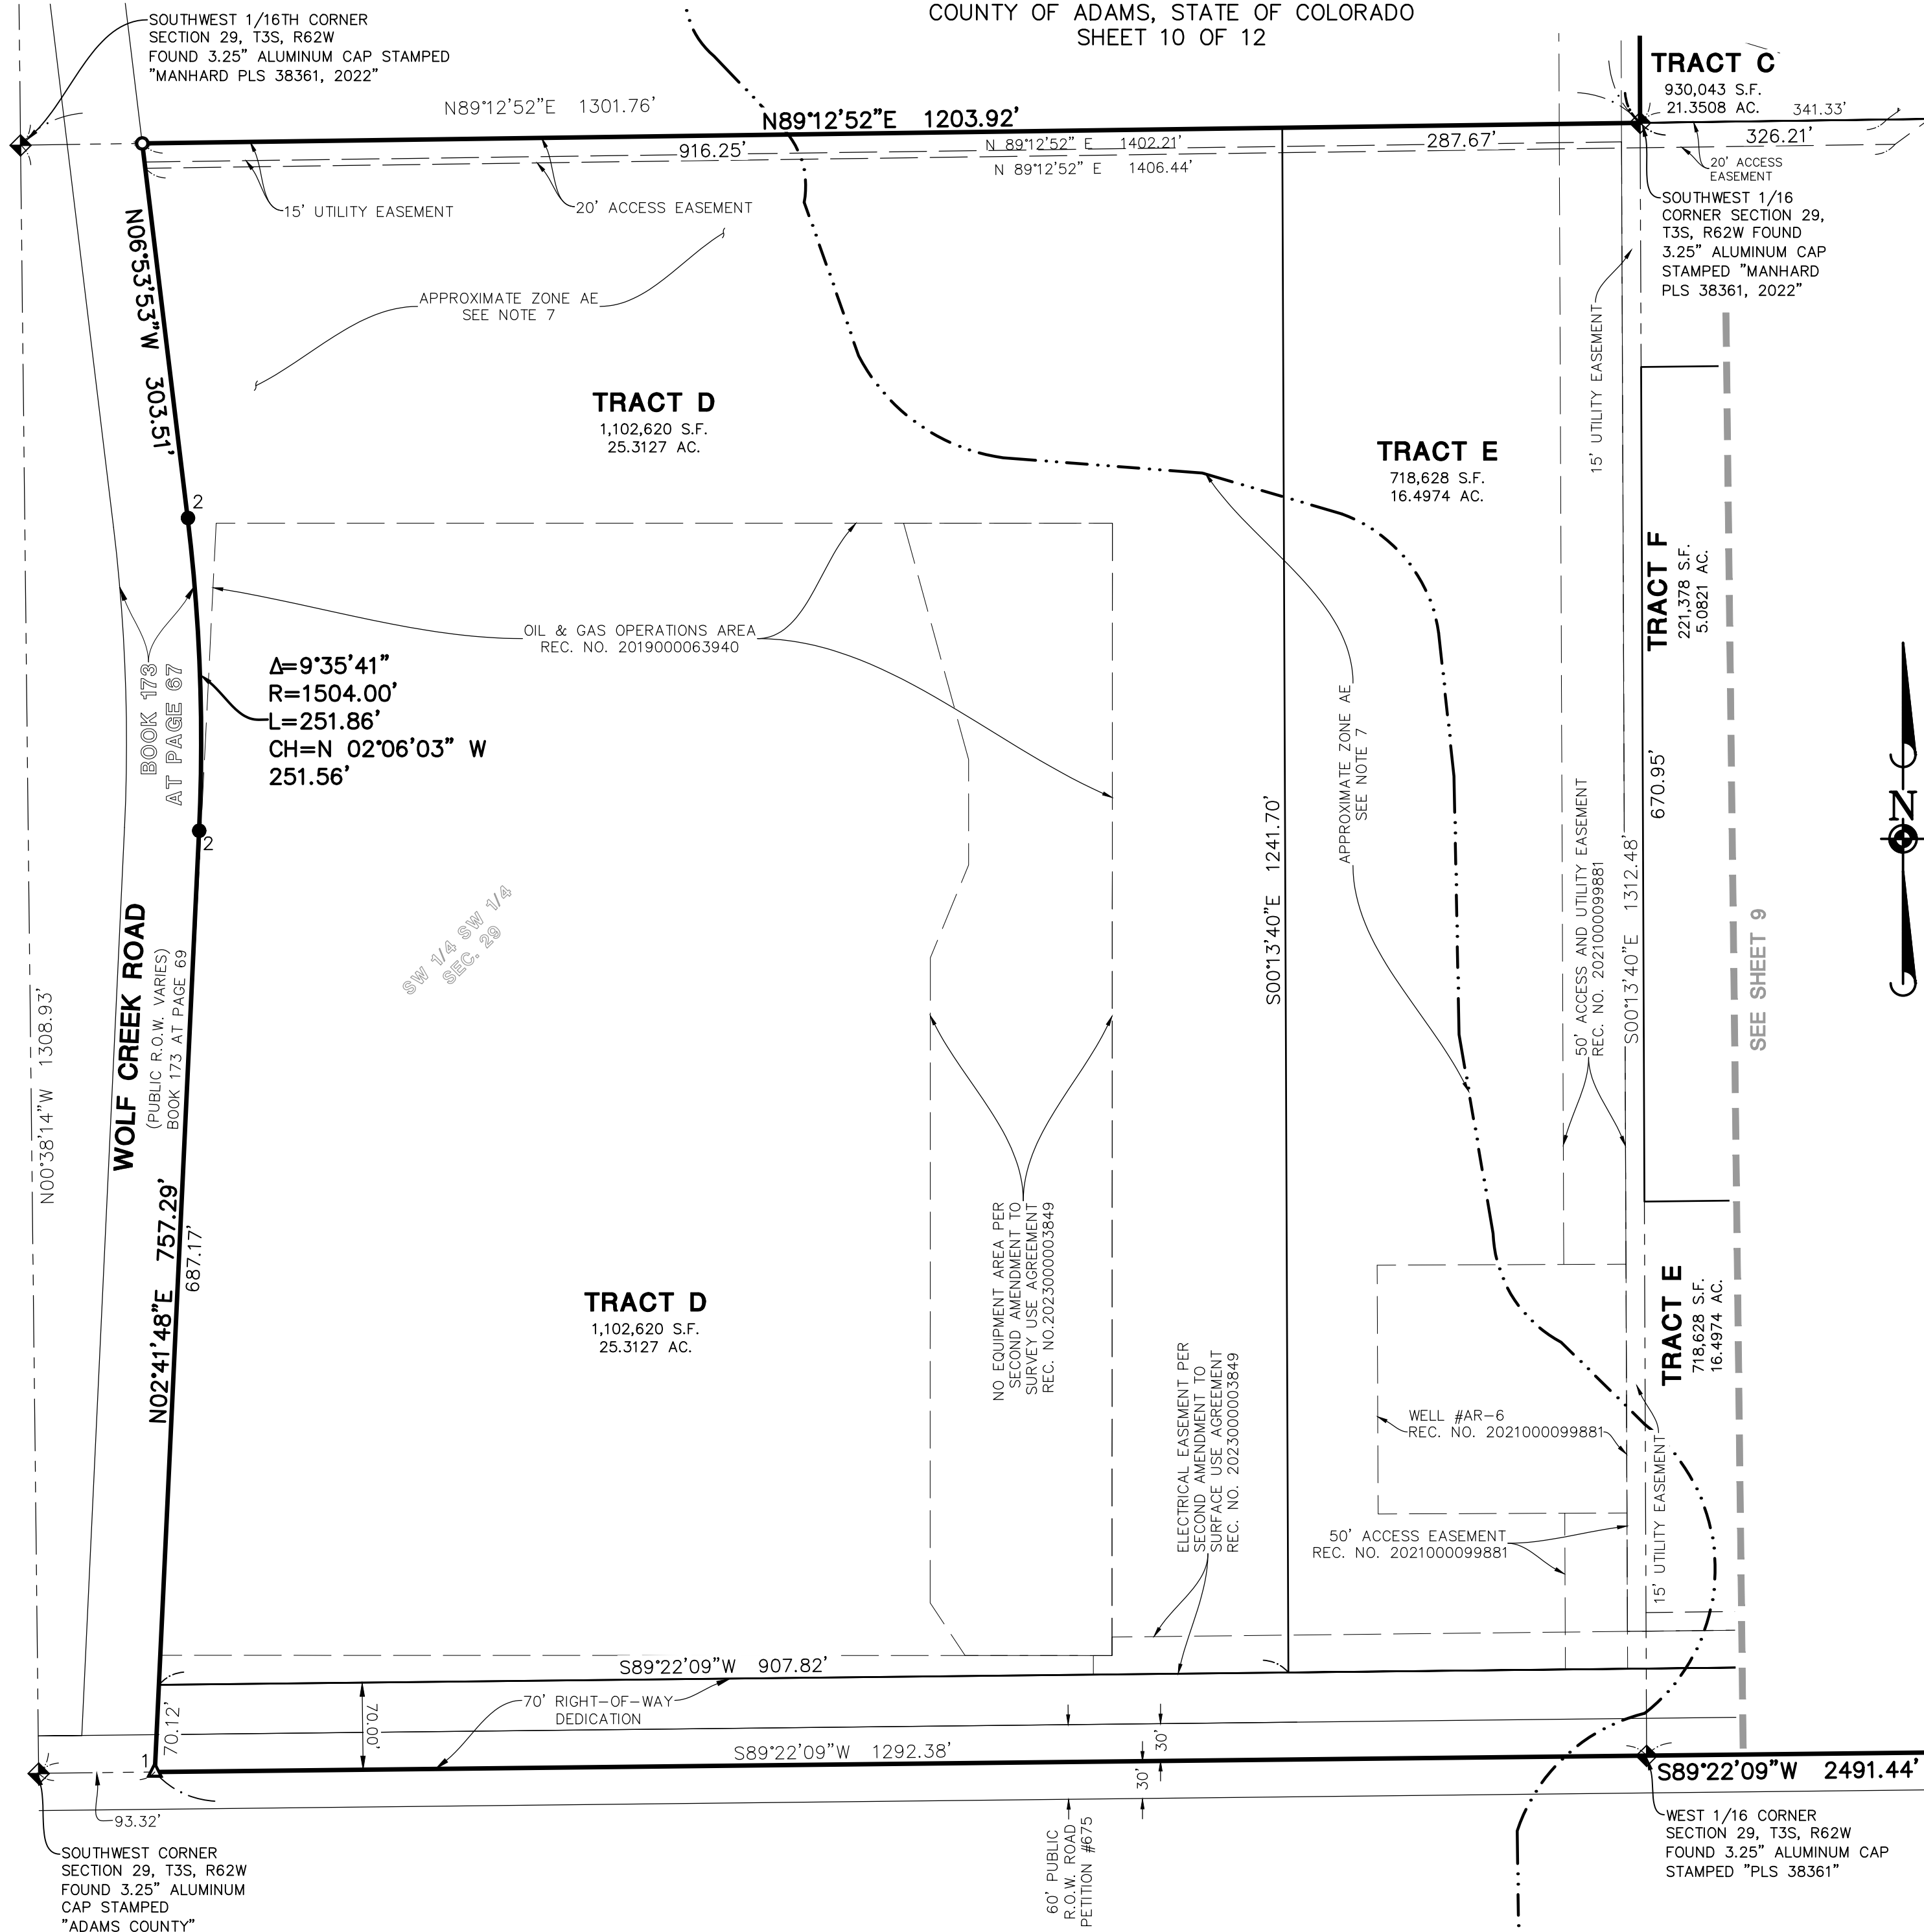 COUNTY OF ADAMS, STATE OF COLORADO
SHEET 10 OF 12
SOUTHWEST 1/16TH CORNER
SECTION 29, T3S, R62W
FOUND 3.25" ALUMINUM CAP STAMPED
"MANHARD PLS 38361, 2022"
N89°12'52"E 1301.76'
N89°12'52"E 1203.92'
916.25'
N 89°12'52" E 1402.21'
N 89°12'52" E 1406.44'
287.67'
TRACT C
930,043 S.F.
21.3508 AC.
341.33'
326.21'
20' ACCESS
EASEMENT
SOUTHWEST 1/16
CORNER SECTION 29,
T3S, R62W FOUND
3.25" ALUMINUM CAP
STAMPED "MANHARD
PLS 38361, 2022"
15' UTILITY EASEMENT
20' ACCESS EASEMENT
N06°53'53"W 303.51'
APPROXIMATE ZONE AE
SEE NOTE 7
TRACT D
1,102,620 S.F.
25.3127 AC.
TRACT E
718,628 S.F.
16.4974 AC.
15' UTILITY EASEMENT
TRACT F
221,378 S.F.
5.0821 AC.
2
OIL & GAS OPERATIONS AREA
REC. NO. 2019000063940
BOOK 173
AT PAGE 67
Δ=9°35'41"
R=1504.00'
L=251.86'
CH=N 02°06'03" W
251.56'
2
APPROXIMATE ZONE AE
SEE NOTE 7
S00°13'40"E 1241.70'
50' ACCESS AND UTILITY EASEMENT
REC. NO. 2021000099881
S00°13'40"E 1312.48'
670.95'
N
SEE SHEET 9
SW 1/4 SW 1/4
SEC. 29
WOLF CREEK ROAD
(PUBLIC R.O.W. VARIES)
BOOK 173 AT PAGE 69
N00°38'14"W 1308.93'
N02°41'48"E 757.29'
687.17'
TRACT D
1,102,620 S.F.
25.3127 AC.
NO EQUIPMENT AREA PER
SECOND AMENDMENT TO
SURVEY USE AGREEMENT
REC. NO.2023000003849
ELECTRICAL EASEMENT PER
SECOND AMENDMENT TO
SURFACE USE AGREEMENT
REC. NO. 2023000003849
TRACT E
718,628 S.F.
16.4974 AC.
WELL #AR-6
REC. NO. 2021000099881
50' ACCESS EASEMENT
REC. NO. 2021000099881
15' UTILITY EASEMENT
S89°22'09"W 907.82'
70' RIGHT-OF-WAY
DEDICATION
70.12'
70.00'
1
S89°22'09"W 1292.38'
30'
30'
S89°22'09"W 2491.44'
93.32'
SOUTHWEST CORNER
SECTION 29, T3S, R62W
FOUND 3.25" ALUMINUM
CAP STAMPED
"ADAMS COUNTY"
60' PUBLIC
R.O.W. ROAD
PETITION #675
WEST 1/16 CORNER
SECTION 29, T3S, R62W
FOUND 3.25" ALUMINUM CAP
STAMPED "PLS 38361"